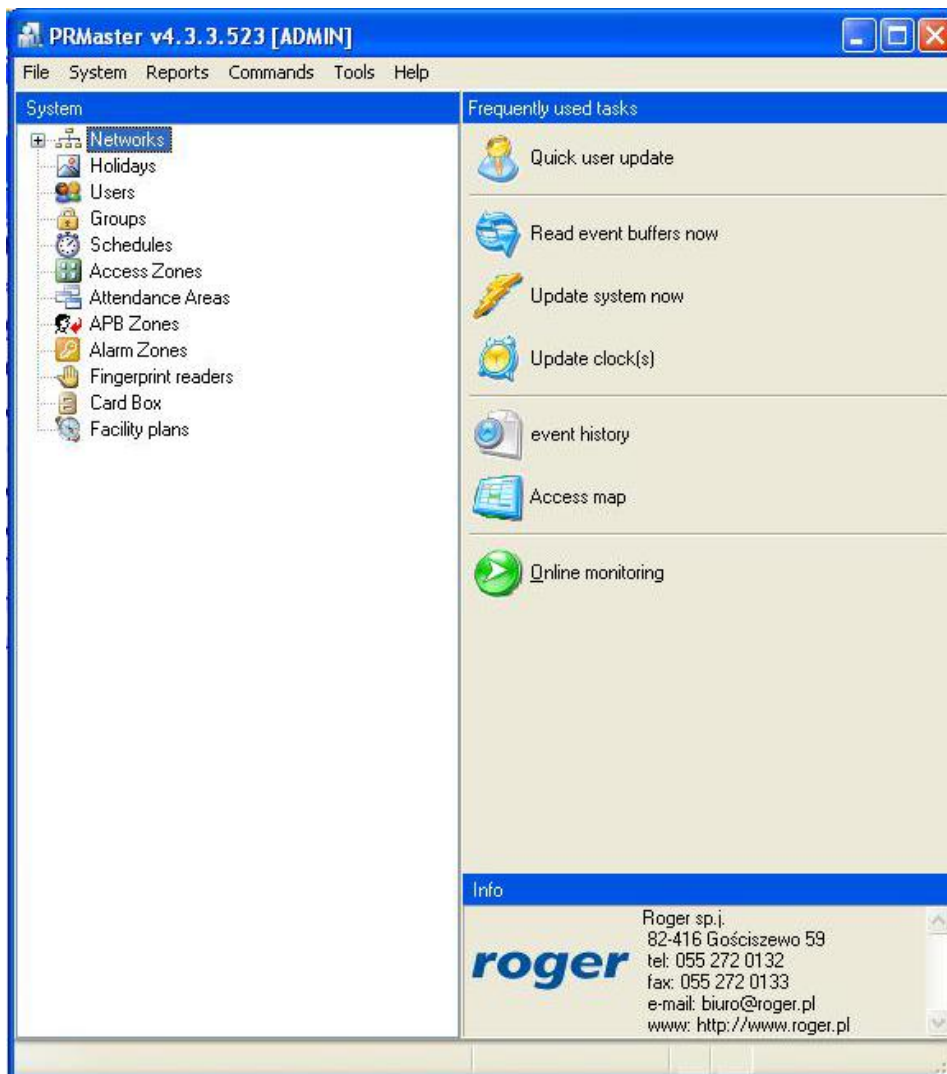 PRMaster v4.3.3.523 [ADMIN]
File System Reports Commands Tools Help
System
Networks
Holidays
Users
Groups
Schedules
Access Zones
Attendance Areas
APB Zones
Alarm Zones
Fingerprint readers
Card Box
Facility plans
Frequently used tasks
Quick user update
Read event buffers now
Update system now
Update clock(s)
event history
Access map
Online monitoring
Info
roger
Roger sp.j.
82-416 Gościszewo 59
tel: 055 272 0132
fax: 055 272 0133
e-mail: biuro@roger.pl
www: http://www.roger.pl